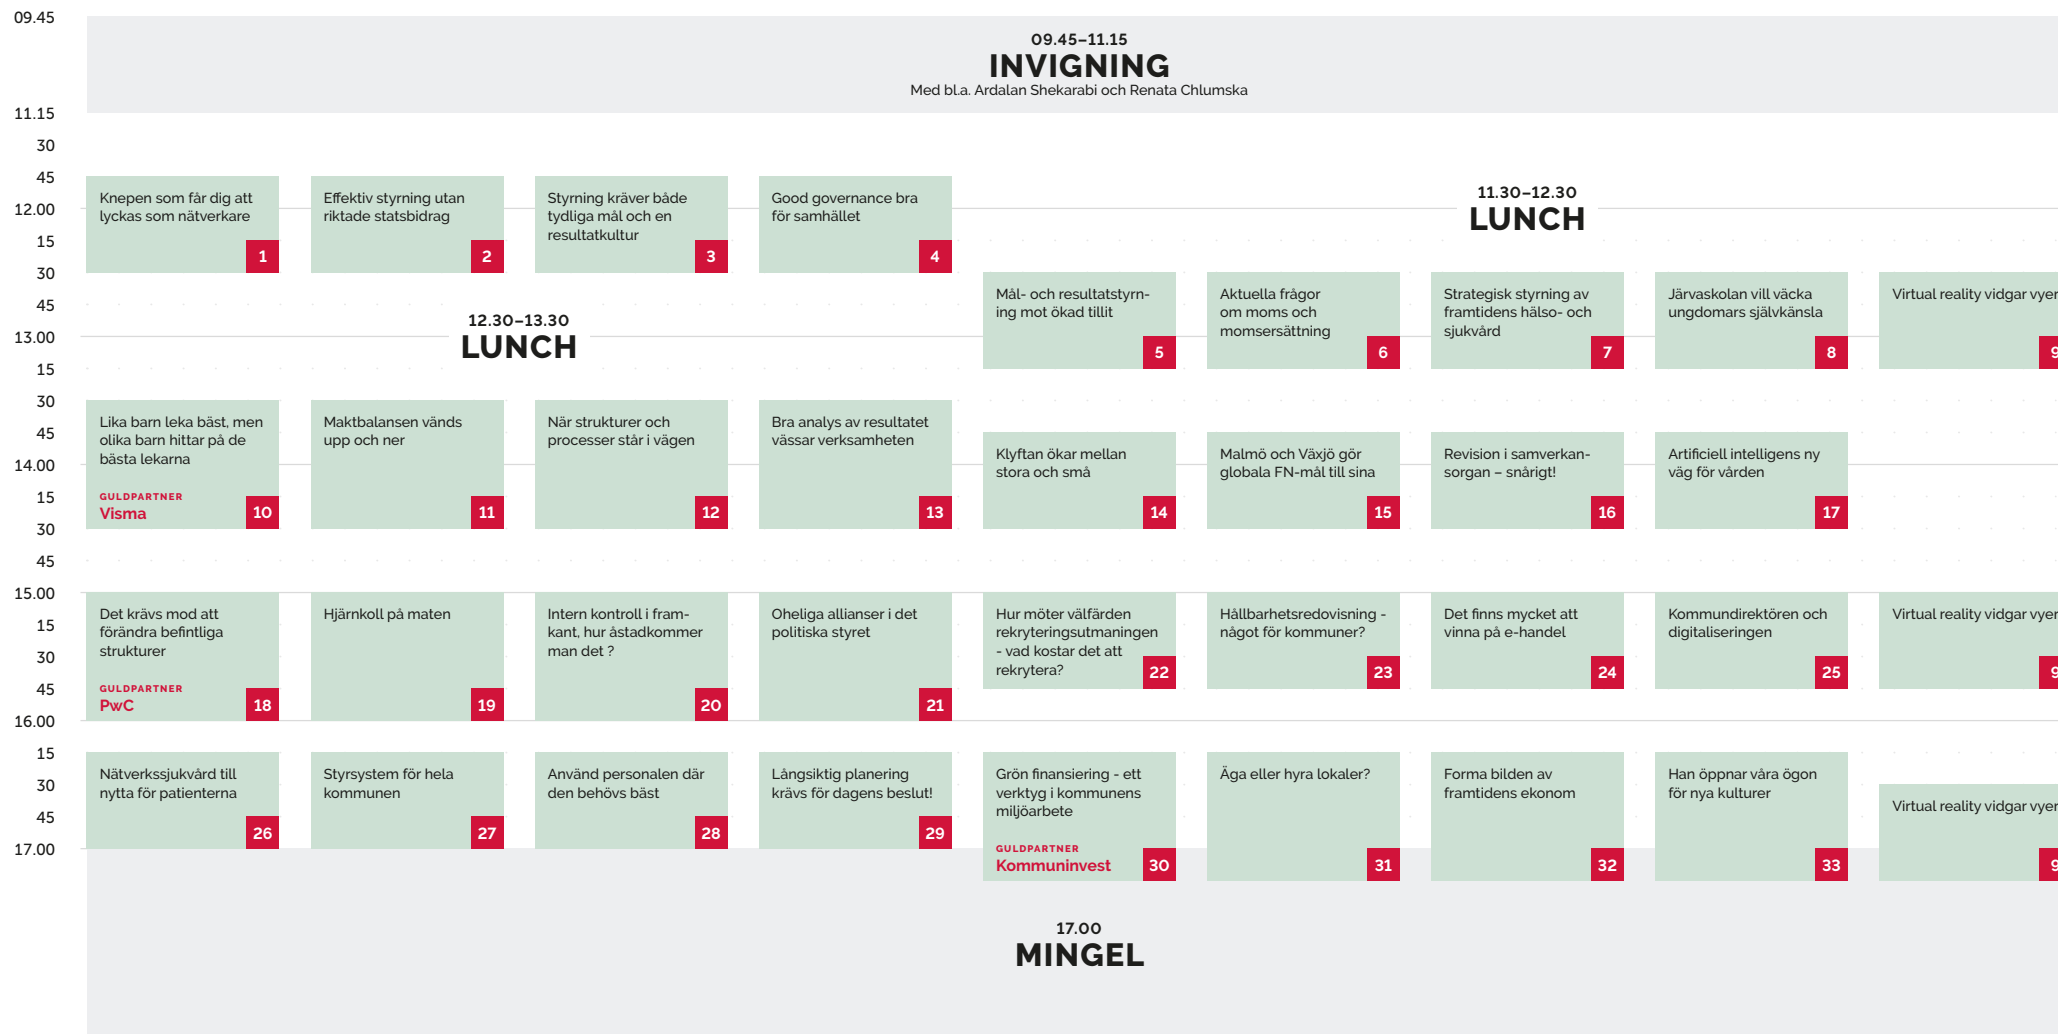 09.45
09.45–11.15
INVIGNING
Med bl.a. Ardalan Shekarabi och Renata Chlumska
11.15
30
45
12.00
15
30
45
13.00
15
30
45
14.00
15
30
45
15.00
15
30
45
16.00
15
30
45
17.00
Knepen som får dig att
lyckas som nätverkare
1
Effektiv styrning utan
riktade statsbidrag
2
Styrning kräver både
tydliga mål och en
resultatkultur
3
Good governance bra
för samhället
4
11.30–12.30
LUNCH
12.30–13.30
LUNCH
Mål- och resultatstyrn-
ing mot ökad tillit
5
Aktuella frågor
om moms och
momsersättning
6
Strategisk styrning av
framtidens hälso- och
sjukvård
7
Järvaskolan vill väcka
ungdomars självkänsla
8
Virtual reality vidgar vyer
9
Lika barn leka bäst, men
olika barn hittar på de
bästa lekarna
GULDPARTNER
Visma
10
Maktbalansen vänds
upp och ner
11
När strukturer och
processer står i vägen
12
Bra analys av resultatet
vässar verksamheten
13
Klyftan ökar mellan
stora och små
14
Malmö och Växjö gör
globala FN-mål till sina
15
Revision i samverkan-
sorgan – snårigt!
16
Artificiell intelligens ny
väg för vården
17
Det krävs mod att
förändra befintliga
strukturer
GULDPARTNER
PwC
18
Hjärnkoll på maten
19
Intern kontroll i fram-
kant, hur åstadkommer
man det ?
20
Oheliga allianser i det
politiska styret
21
Hur möter välfärden
rekryteringsutmaningen
- vad kostar det att
rekrytera?
22
Hållbarhetsredovisning -
något för kommuner?
23
Det finns mycket att
vinna på e-handel
24
Kommundirektören och
digitaliseringen
25
Virtual reality vidgar vyer
9
Nätverkssjukvård till
nytta för patienterna
26
Styrsystem för hela
kommunen
27
Använd personalen där
den behövs bäst
28
Långsiktig planering
krävs för dagens beslut!
29
Grön finansiering - ett
verktyg i kommunens
miljöarbete
GULDPARTNER
Kommuninvest
30
Äga eller hyra lokaler?
31
Forma bilden av
framtidens ekonom
32
Han öppnar våra ögon
för nya kulturer
33
Virtual reality vidgar vyer
9
17.00
MINGEL